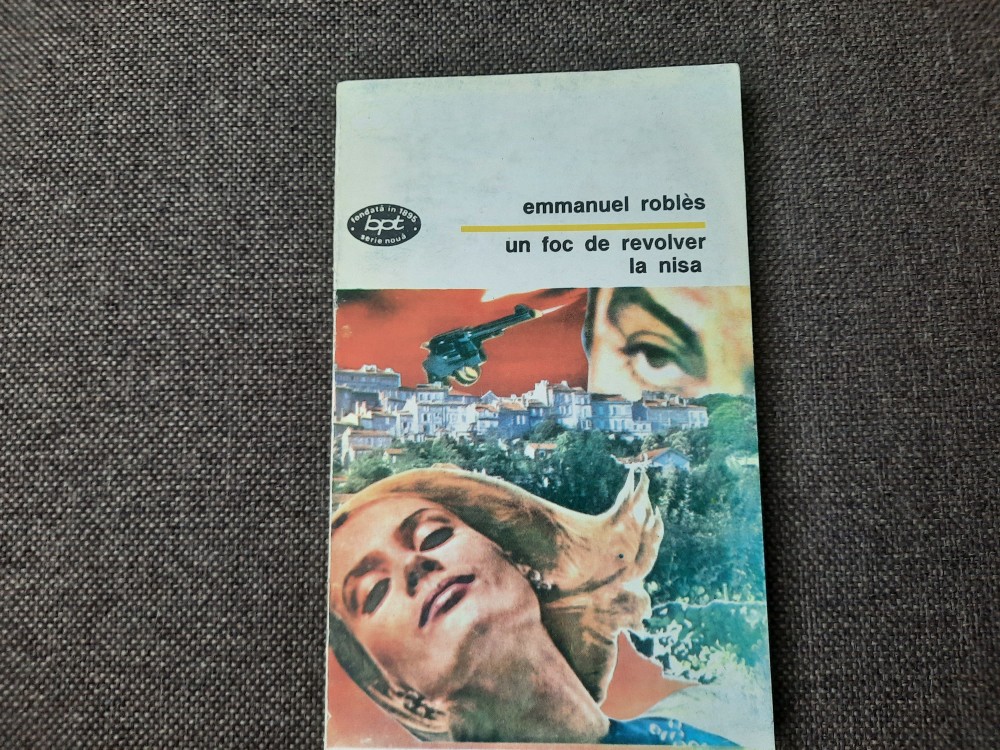 emmanuel roblès
fondată în 1895
bpt
serie nouă
un foc de revolver
la nisa